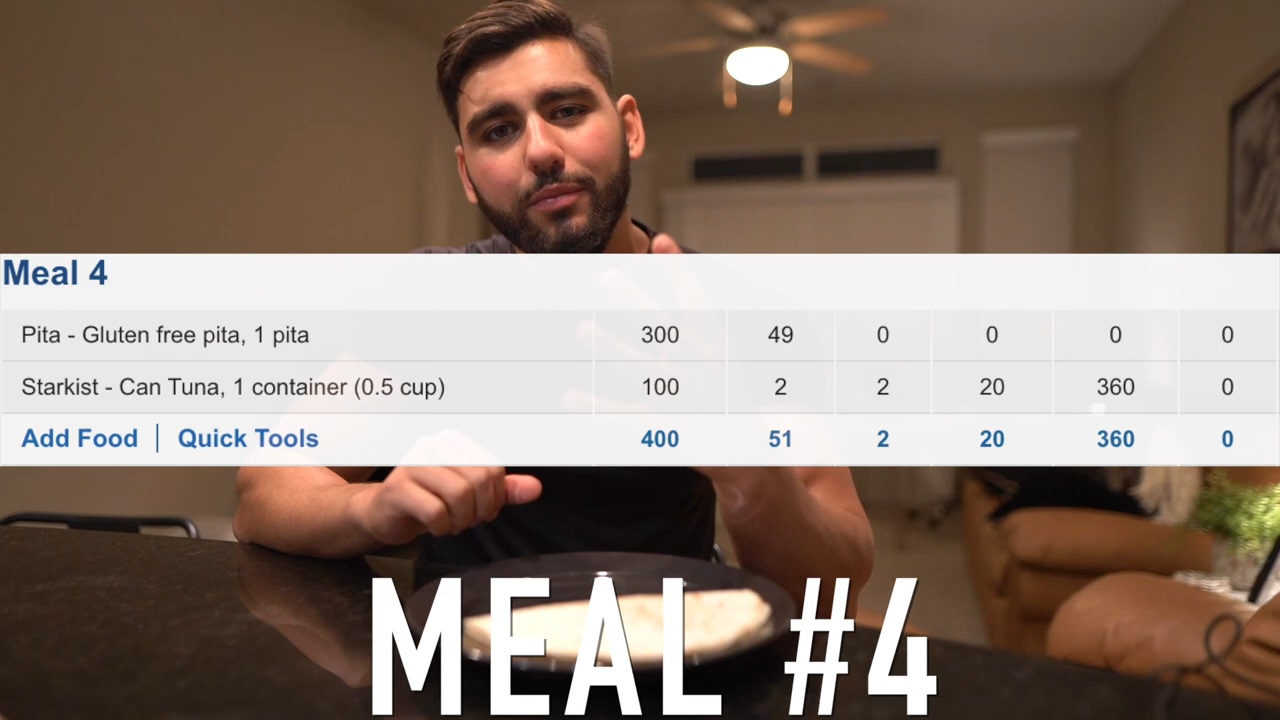 Meal 4
Pita - Gluten free pita, 1 pita 300 49 0 0 0 0
Starkist - Can Tuna, 1 container (0.5 cup) 100 2 2 20 360 0
Add Food | Quick Tools 400 51 2 20 360 0
MEAL #4